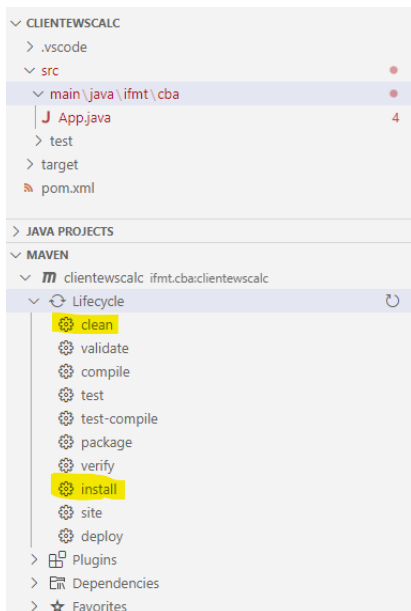 CLIENTEWSCALC
.vscode
src
main\java\ifmt\cba
J App.java 4
test
target
pom.xml
JAVA PROJECTS
MAVEN
m clientewscalc ifmt.cba:clientewscalc
Lifecycle
clean
validate
compile
test
test-compile
package
verify
install
site
deploy
Plugins
Dependencies
Favorites